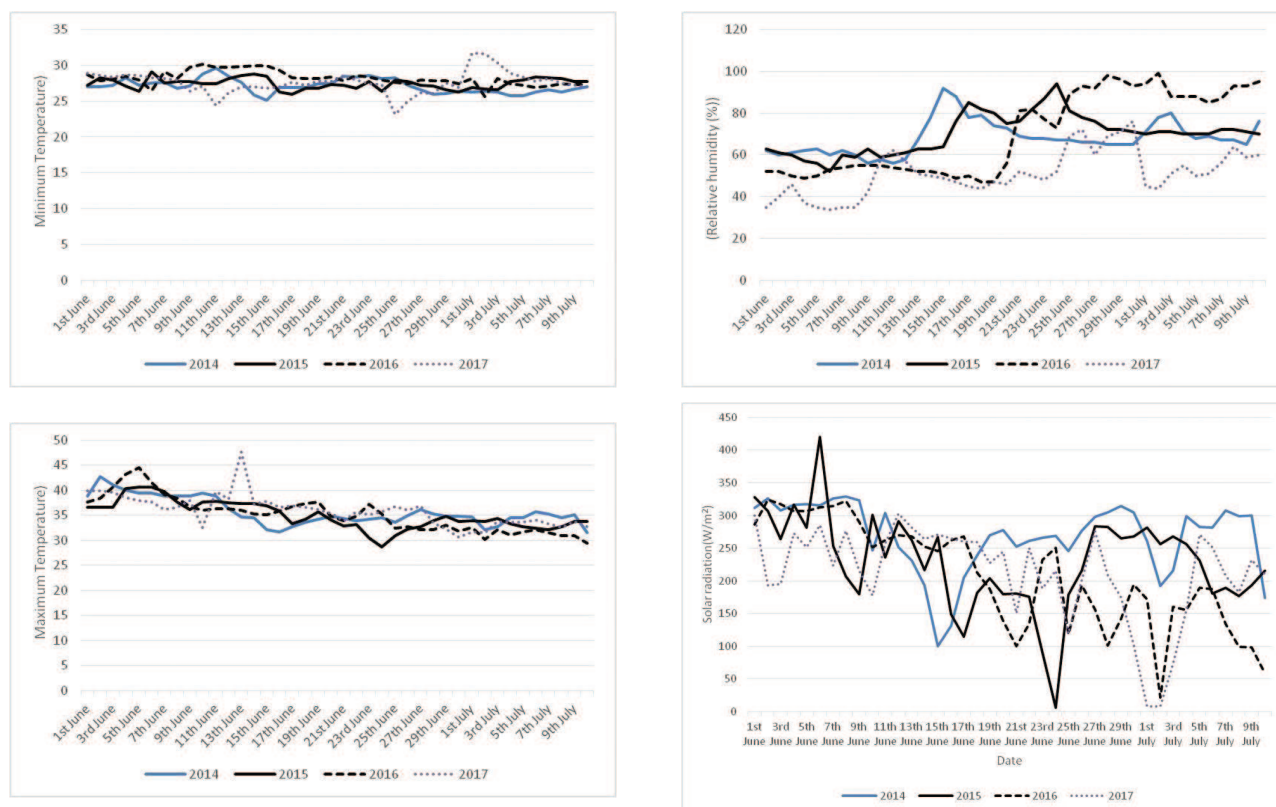 35
30
25
20
15
10
5
0
Minimum Temperature)
1st June
3rd June
5th June
7th June
9th June
11th June
13th June
15th June
17th June
19th June
21st June
23rd June
25th June
27th June
29th June
1st July
3rd July
5th July
7th July
9th July
2014 2015 2016 2017
120
100
80
60
40
20
0
(Relative humidity (%))
1st June
3rd June
5th June
7th June
9th June
11th June
13th June
15th June
17th June
19th June
21st June
23rd June
25th June
27th June
29th June
1st July
3rd July
5th July
7th July
9th July
2014 2015 2016 2017
50
45
40
35
30
25
20
15
10
5
0
Maximum Temperature)
1st June
3rd June
5th June
7th June
9th June
11th June
13th June
15th June
17th June
19th June
21st June
23rd June
25th June
27th June
29th June
1st July
3rd July
5th July
7th July
9th July
2014 2015 2016 2017
450
400
350
300
250
200
150
100
50
0
Solar radiation(W/m²)
1st 3rd 5th 7th 9th 11th 13th 15th 17th 19th 21st 23rd 25th 27th 29th 1st 3rd 5th 7th 9th
June June June June June June June June June June June June June June June July July July July July
Date
2014 2015 2016 2017